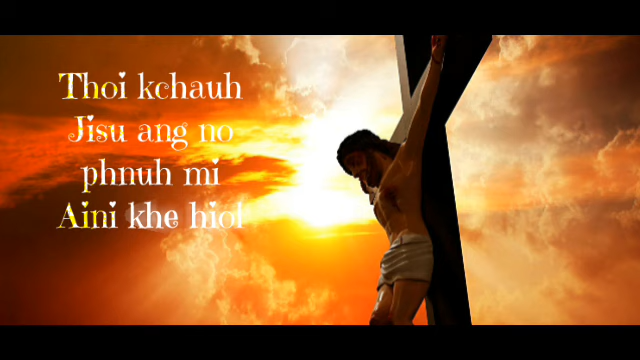 Thoi kchauh
Jisu ang no
phnuh mi
Aini khe hiol